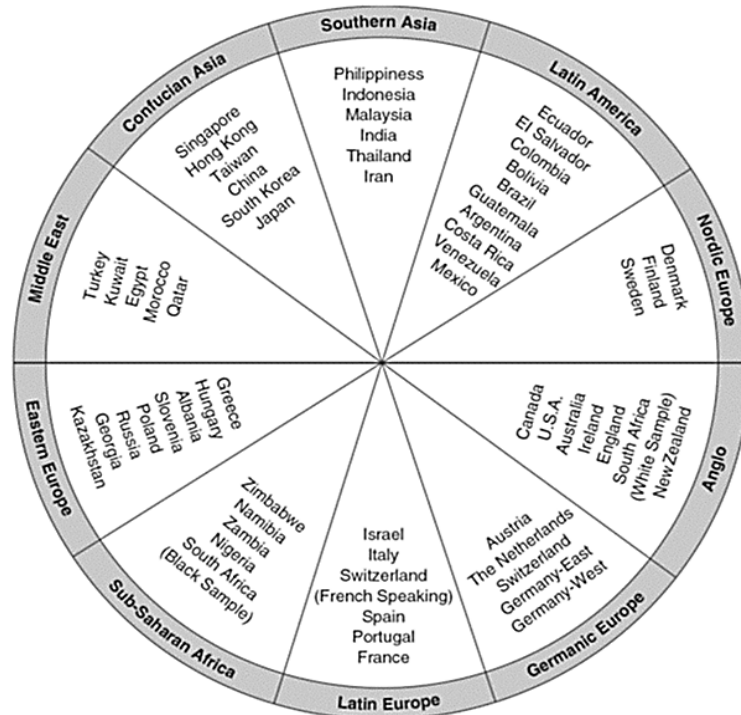 Southern Asia
Philippiness
Indonesia
Malaysia
India
Thailand
Iran
Latin America
Ecuador
El Salvador
Colombia
Bolivia
Brazil
Guatemala
Argentina
Costa Rica
Venezuela
Mexico
Nordic Europe
Denmark
Finland
Sweden
Anglo
Canada
U.S.A.
Australia
Ireland
England
South Africa
(White Sample)
NewZealand
Germanic Europe
Austria
The Netherlands
Switzerland
Germany-East
Germany-West
Latin Europe
Israel
Italy
Switzerland
(French Speaking)
Spain
Portugal
France
Sub-Saharan Africa
Zimbabwe
Namibia
Zambia
Nigeria
South Africa
(Black Sample)
Eastern Europe
Greece
Hungary
Albania
Slovenia
Poland
Russia
Georgia
Kazakhstan
Middle East
Turkey
Kuwait
Egypt
Morocco
Qatar
Confucian Asia
Singapore
Hong Kong
Taiwan
China
South Korea
Japan